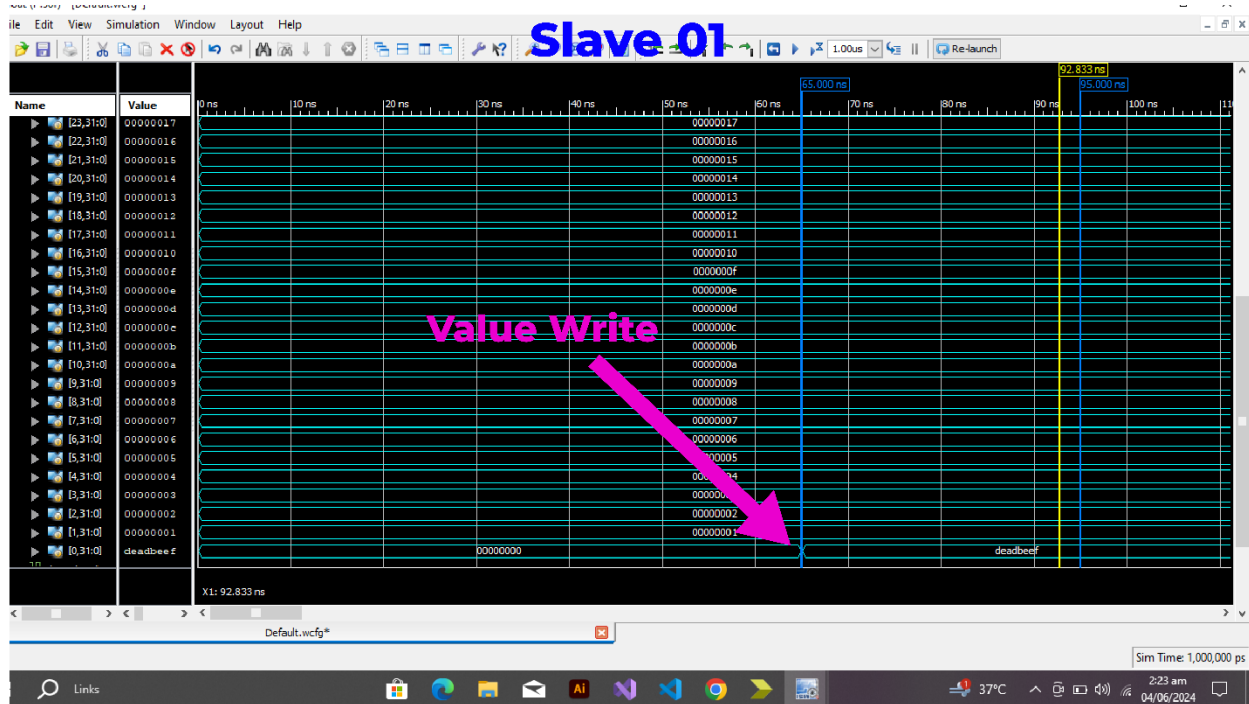 Slave 01
ile Edit View Simulation Window Layout Help
1.00us
Re-launch
92.833 ns
65.000 ns 95.000 ns
Name Value 0 ns 10 ns 20 ns 30 ns 40 ns 50 ns 60 ns 70 ns 80 ns 90 ns 100 ns 11
[23,31:0] 00000017 00000017
[22,31:0] 00000016 00000016
[21,31:0] 00000015 00000015
[20,31:0] 00000014 00000014
[19,31:0] 00000013 00000013
[18,31:0] 00000012 00000012
[17,31:0] 00000011 00000011
[16,31:0] 00000010 00000010
[15,31:0] 0000000f 0000000f
[14,31:0] 0000000e 0000000e
[13,31:0] 0000000d 0000000d
[12,31:0] 0000000c 0000000c
Value Write
[11,31:0] 0000000b 0000000b
[10,31:0] 0000000a 0000000a
[9,31:0] 00000009 00000009
[8,31:0] 00000008 00000008
[7,31:0] 00000007 00000007
[6,31:0] 00000006 00000006
[5,31:0] 00000005 00000005
[4,31:0] 00000004
[3,31:0] 00000003
[2,31:0] 00000002 00000002
[1,31:0] 00000001 00000001
[0,31:0] deadbeef 00000000 deadbeef
X1: 92.833 ns
Default.wcfg*
Sim Time: 1,000,000 ps
Links
Ai
37°C
2:23 am
04/06/2024